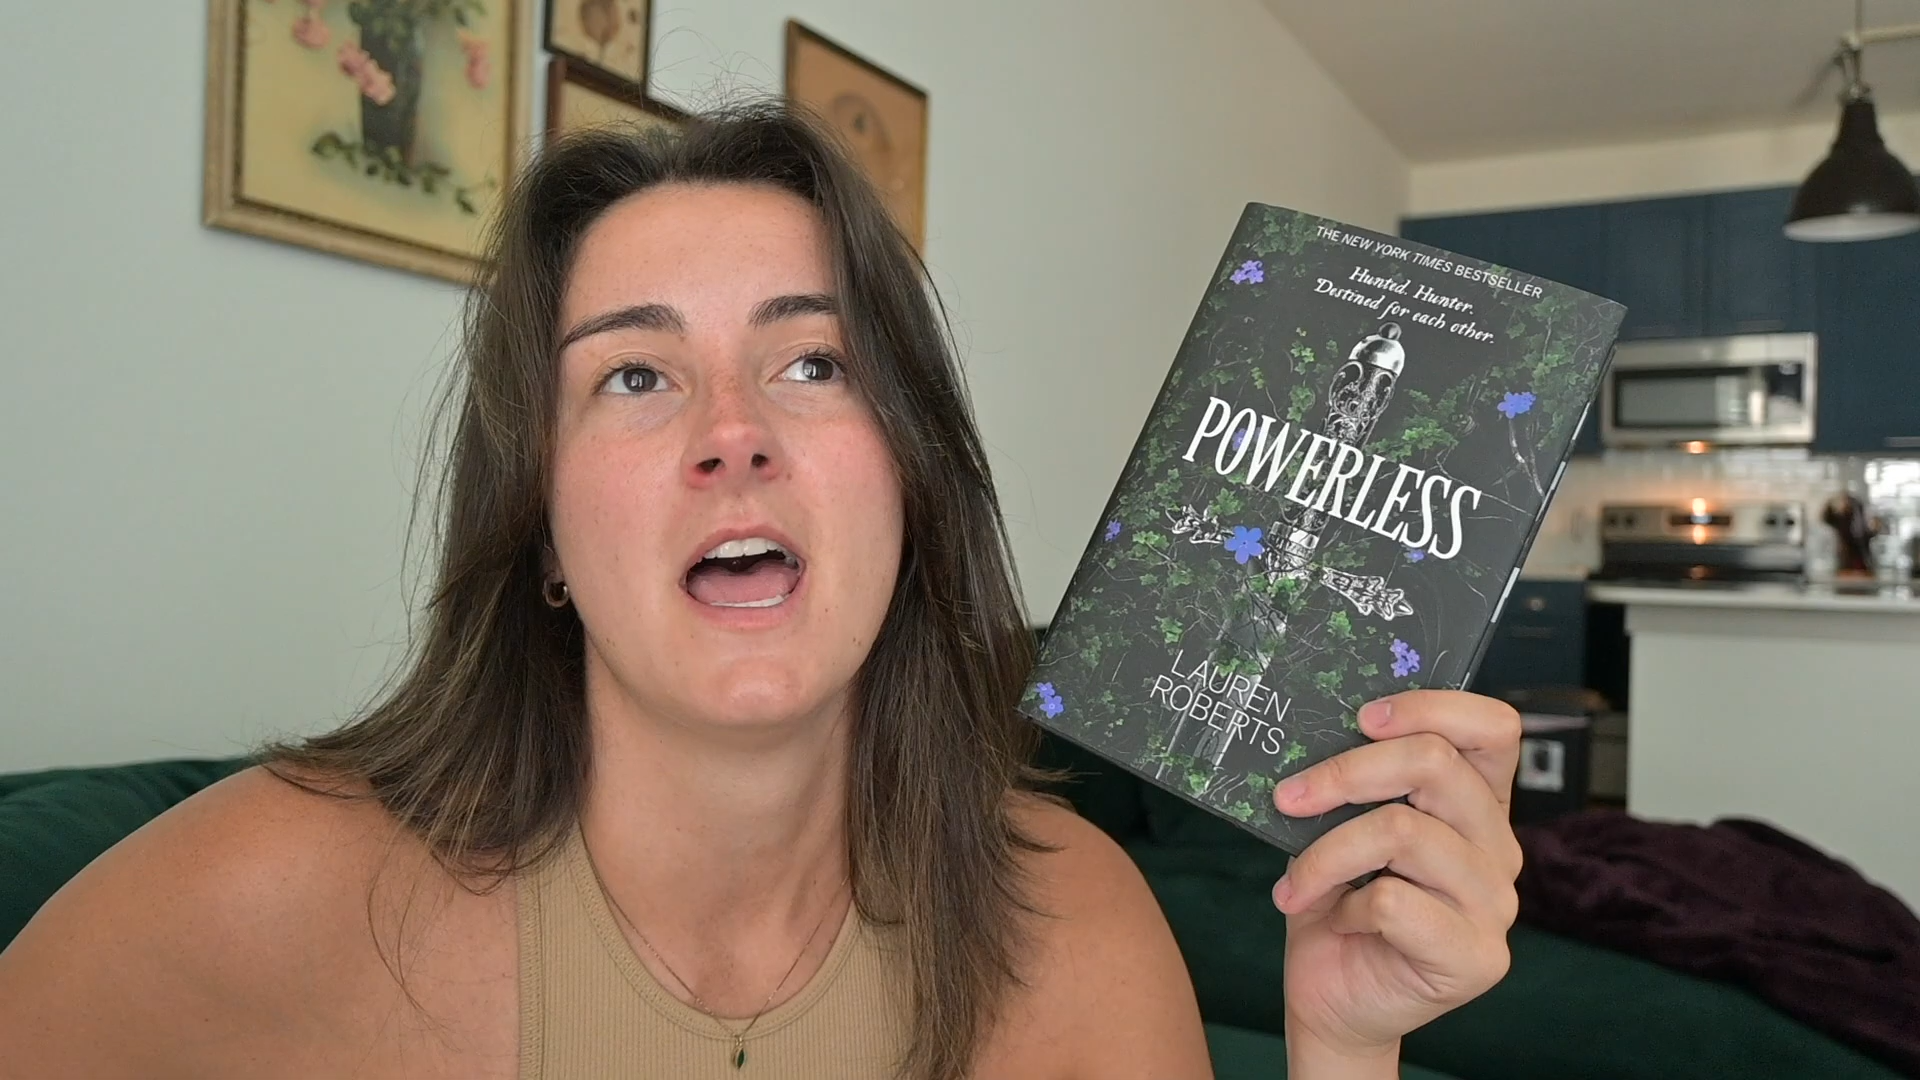 THE NEW YORK TIMES BESTSELLER
Hunted. Hunter.
Destined for each other.
POWERLESS
LAUREN
ROBERTS